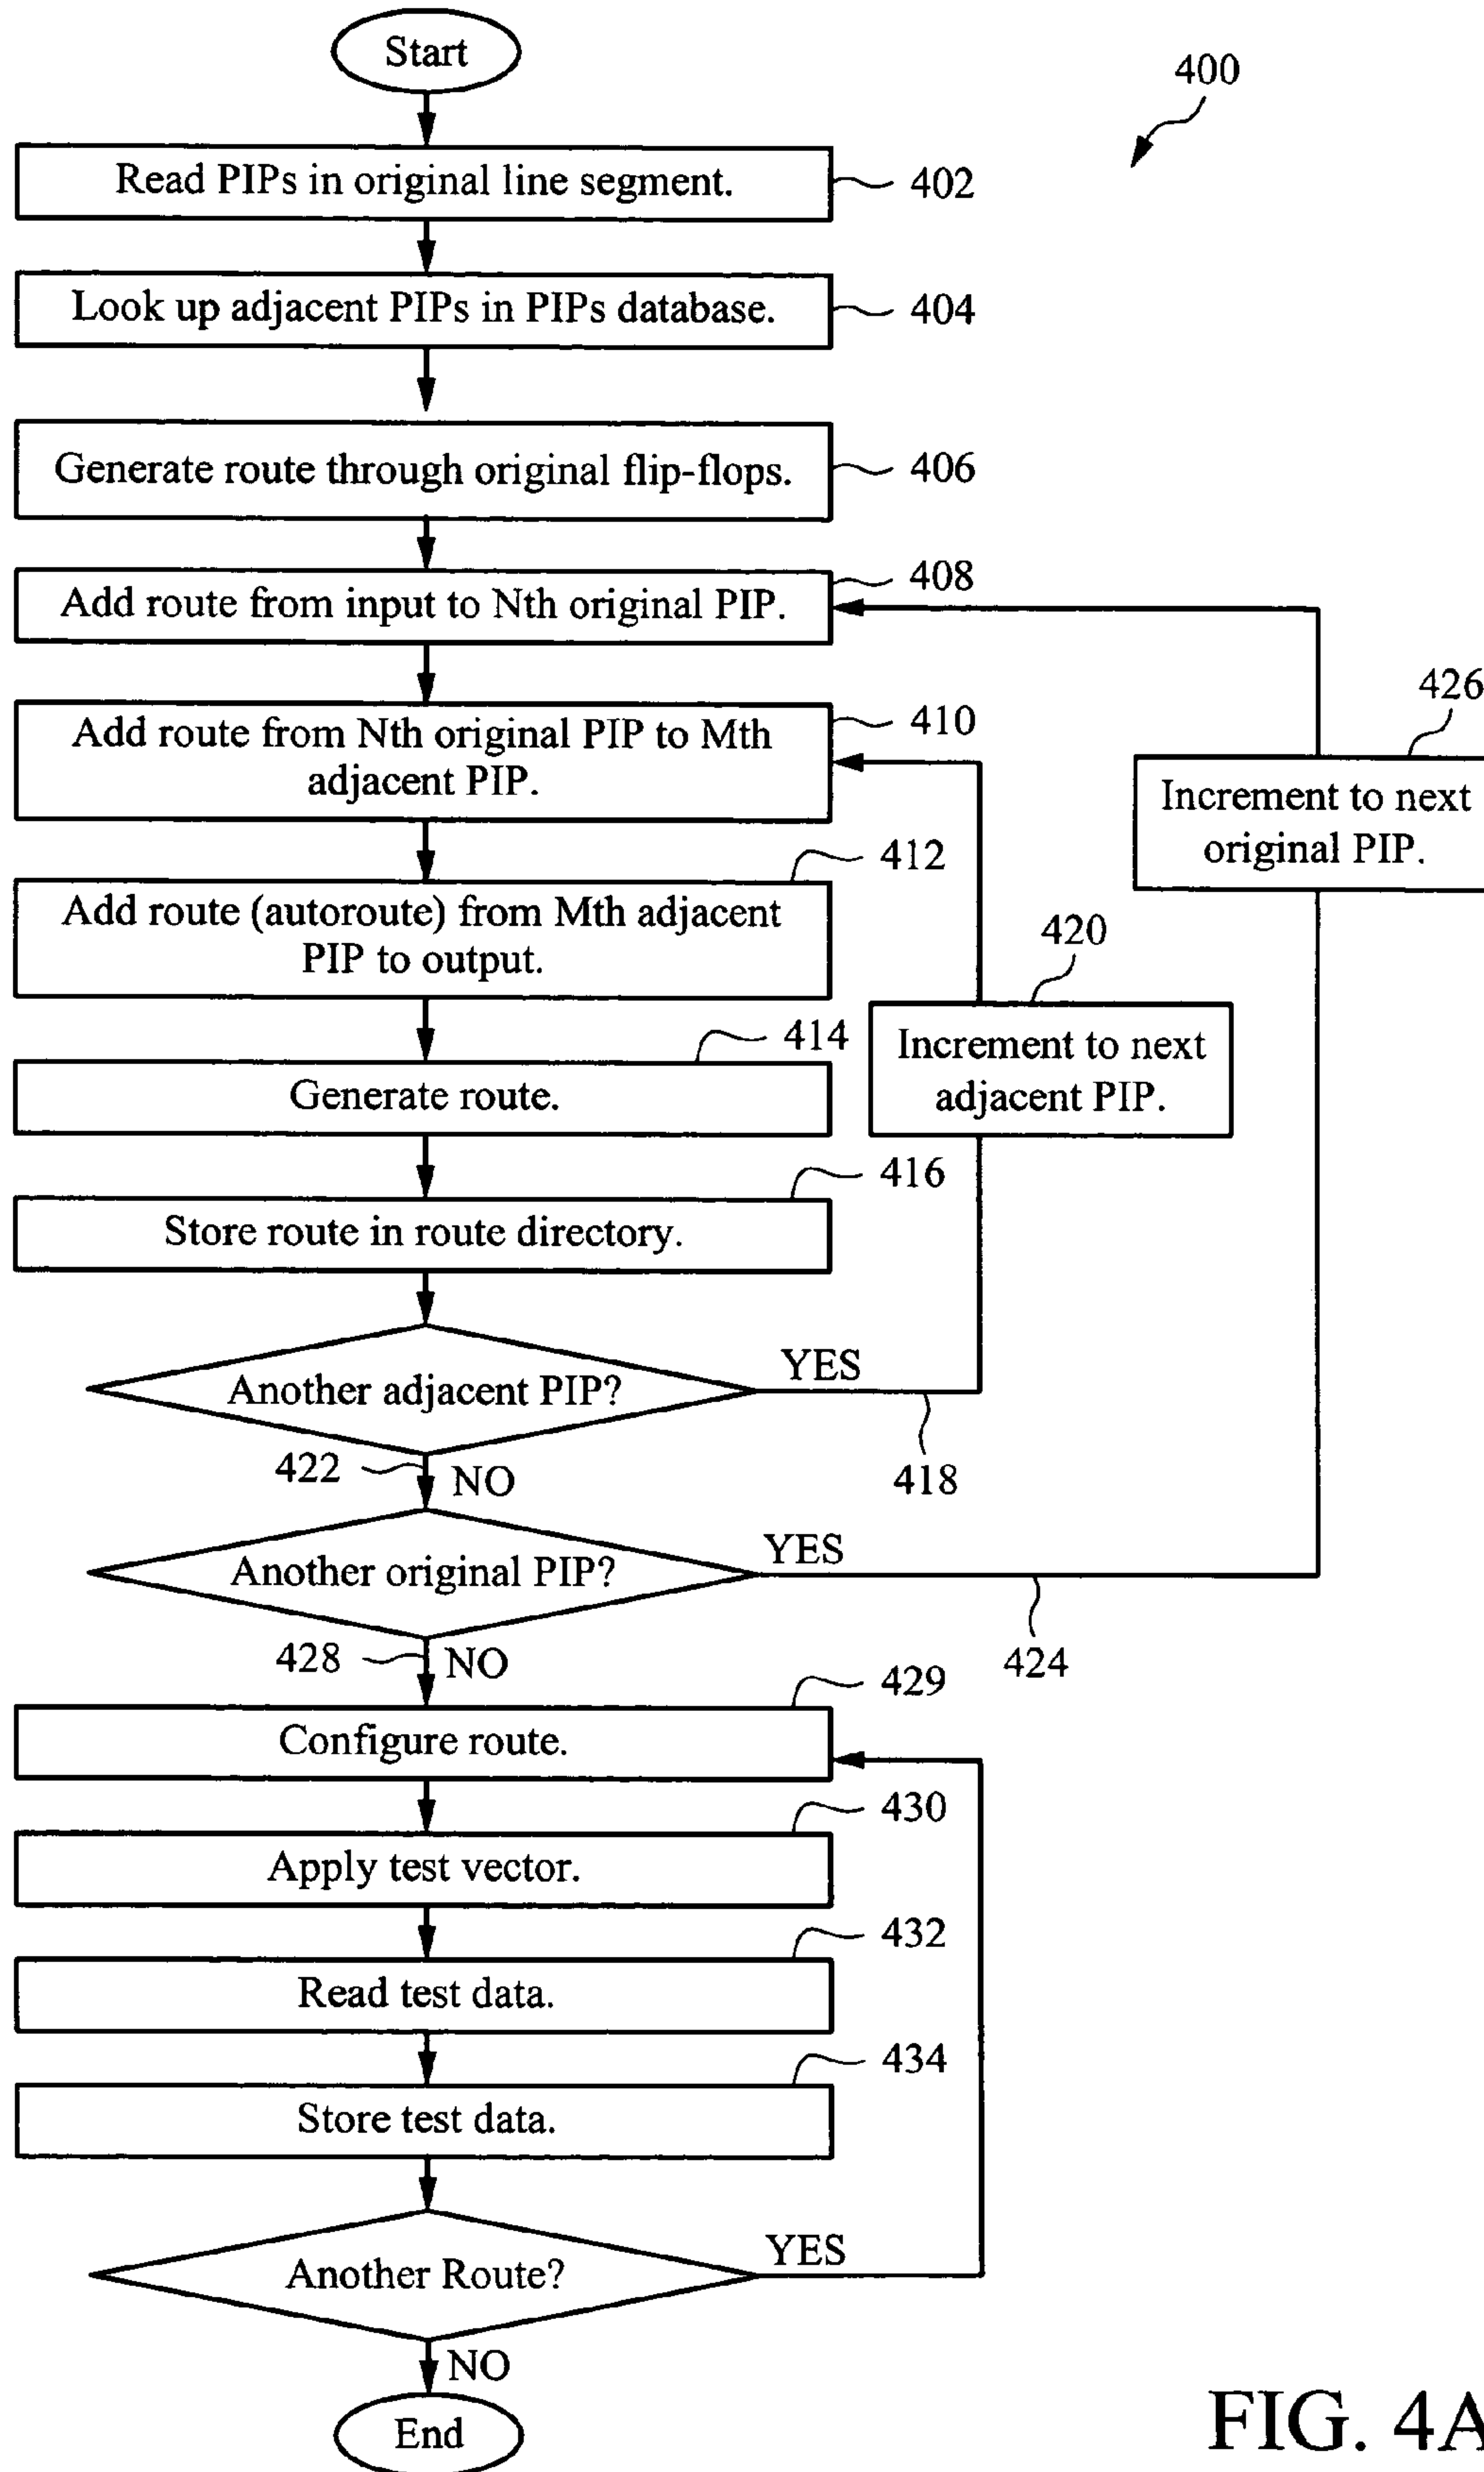 Start
400
Read PIPs in original line segment.
402
Look up adjacent PIPs in PIPs database.
404
Generate route through original flip-flops.
406
Add route from input to Nth original PIP.
408
Add route from Nth original PIP to Mth
adjacent PIP.
410
426
Increment to next
original PIP.
Add route (autoroute) from Mth adjacent
PIP to output.
412
420
Increment to next
adjacent PIP.
Generate route.
414
Store route in route directory.
416
Another adjacent PIP?
YES
418
422
NO
Another original PIP?
YES
424
428
NO
Configure route.
429
Apply test vector.
430
Read test data.
432
Store test data.
434
Another Route?
YES
NO
End
FIG. 4A